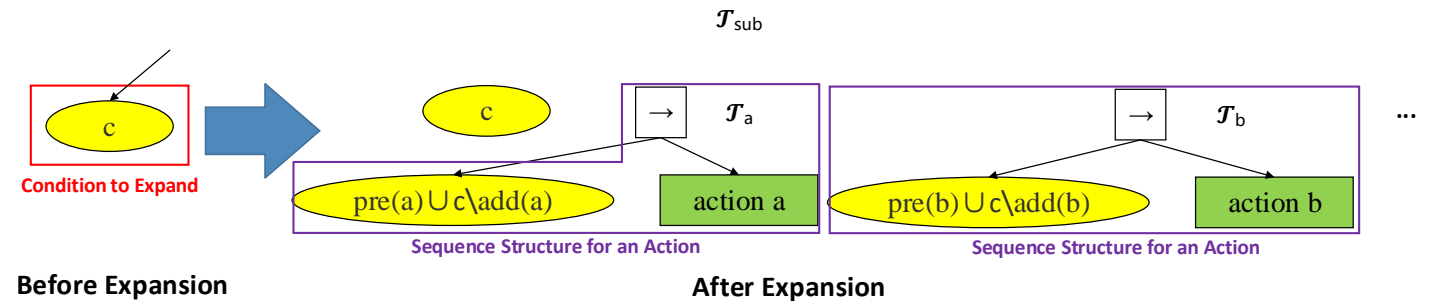 𝓣sub
c
Condition to Expand
c
→
𝓣a
pre(a)∪c\add(a)
action a
Sequence Structure for an Action
→
𝓣b
pre(b)∪c\add(b)
action b
Sequence Structure for an Action
...
Before Expansion
After Expansion